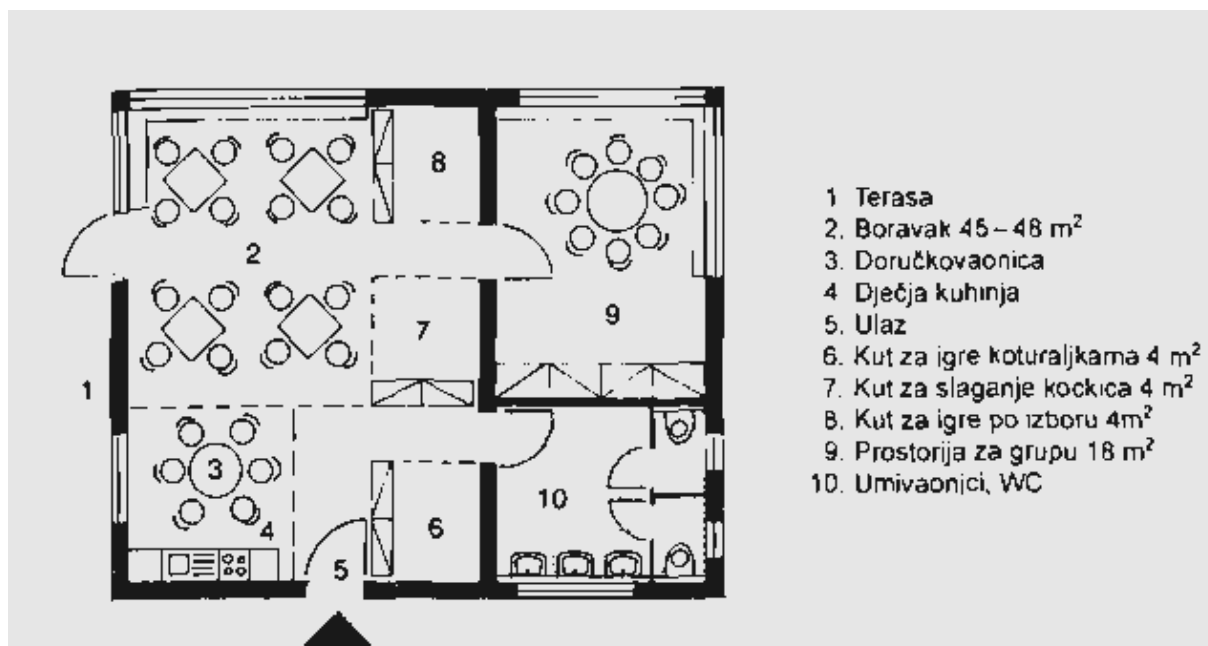 8
2
7
9
1
3
4
10
6
5
1 Terasa
2. Boravak 45–48 m²
3. Doručkovaonica
4 Dječja kuhinja
5. Ulaz
6. Kut za igre koturaljkama 4 m²
7. Kut za slaganje kockica 4 m²
8. Kut za igre po izboru 4m²
9. Prostorija za grupu 18 m²
10. Umivaonici, WC